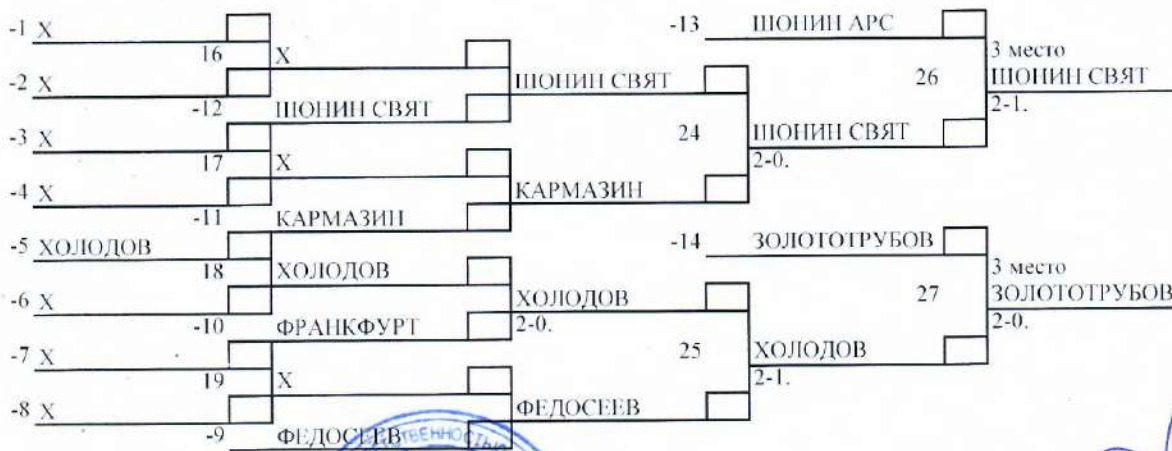 -1 X
-13 ШОНИН АРС
16 X
3 место
-2 X
ШОНИН СВЯТ
26 ШОНИН СВЯТ
-12 ШОНИН СВЯТ
2-1.
-3 X
24 ШОНИН СВЯТ
17 X
2-0.
-4 X
КАРМАЗИН
-11 КАРМАЗИН
-5 ХОЛОДОВ
-14 ЗОЛОТОТРУБОВ
18 ХОЛОДОВ
3 место
-6 X
ХОЛОДОВ
27 ЗОЛОТОТРУБОВ
-10 ФРАНКФУРТ
2-0.
2-0.
-7 X
25 ХОЛОДОВ
19 X
2-1.
-8 X
ФЕДОСЕЕВ
-9 ФЕДОСЕЕВ